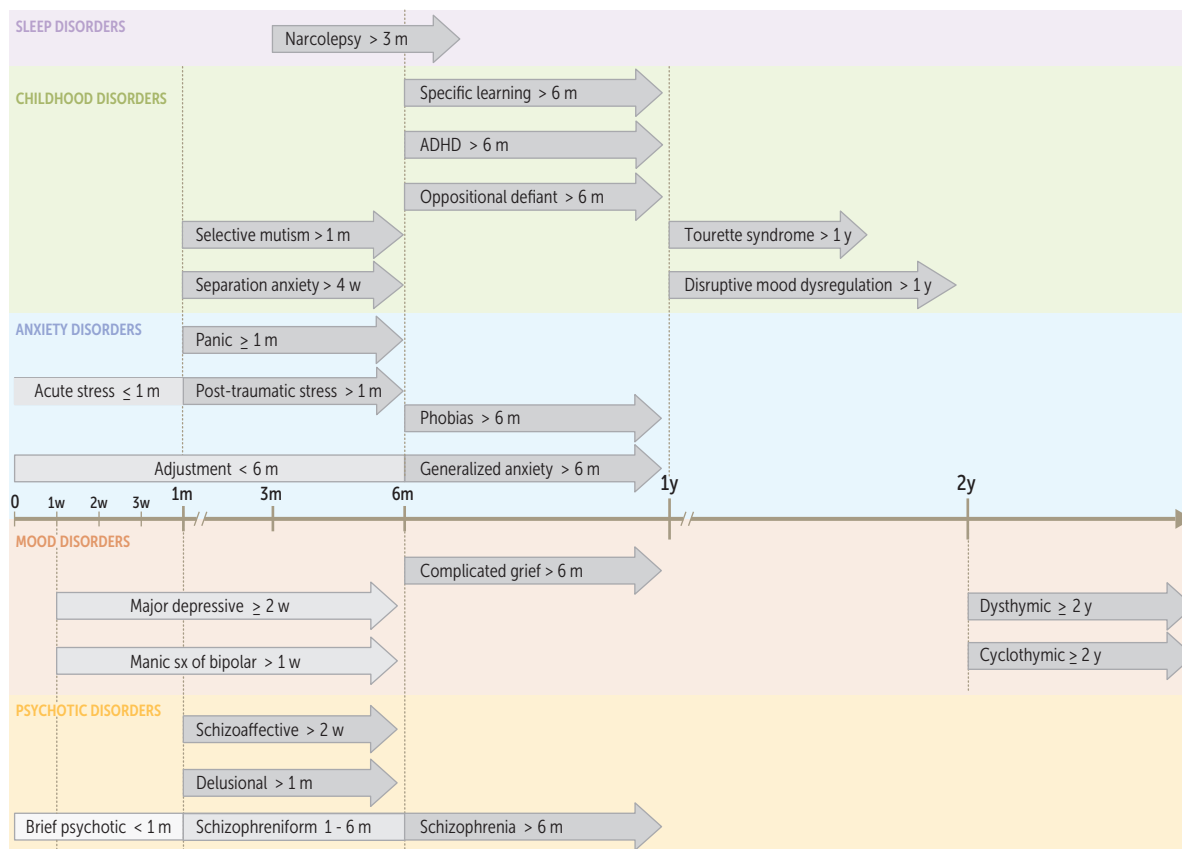 SLEEP DISORDERS
Narcolepsy > 3 m
CHILDHOOD DISORDERS
Specific learning > 6 m
ADHD > 6 m
Oppositional defiant > 6 m
Selective mutism > 1 m
Tourette syndrome > 1 y
Separation anxiety > 4 w
Disruptive mood dysregulation > 1 y
ANXIETY DISORDERS
Panic ≥ 1 m
Acute stress ≤ 1 m
Post-traumatic stress > 1 m
Phobias > 6 m
Adjustment < 6 m
Generalized anxiety > 6 m
0 1w 2w 3w 1m 3m 6m 1y 2y
MOOD DISORDERS
Complicated grief > 6 m
Major depressive ≥ 2 w
Dysthymic ≥ 2 y
Manic sx of bipolar > 1 w
Cyclothymic ≥ 2 y
PSYCHOTIC DISORDERS
Schizoaffective > 2 w
Delusional > 1 m
Brief psychotic < 1 m
Schizophreniform 1 - 6 m
Schizophrenia > 6 m